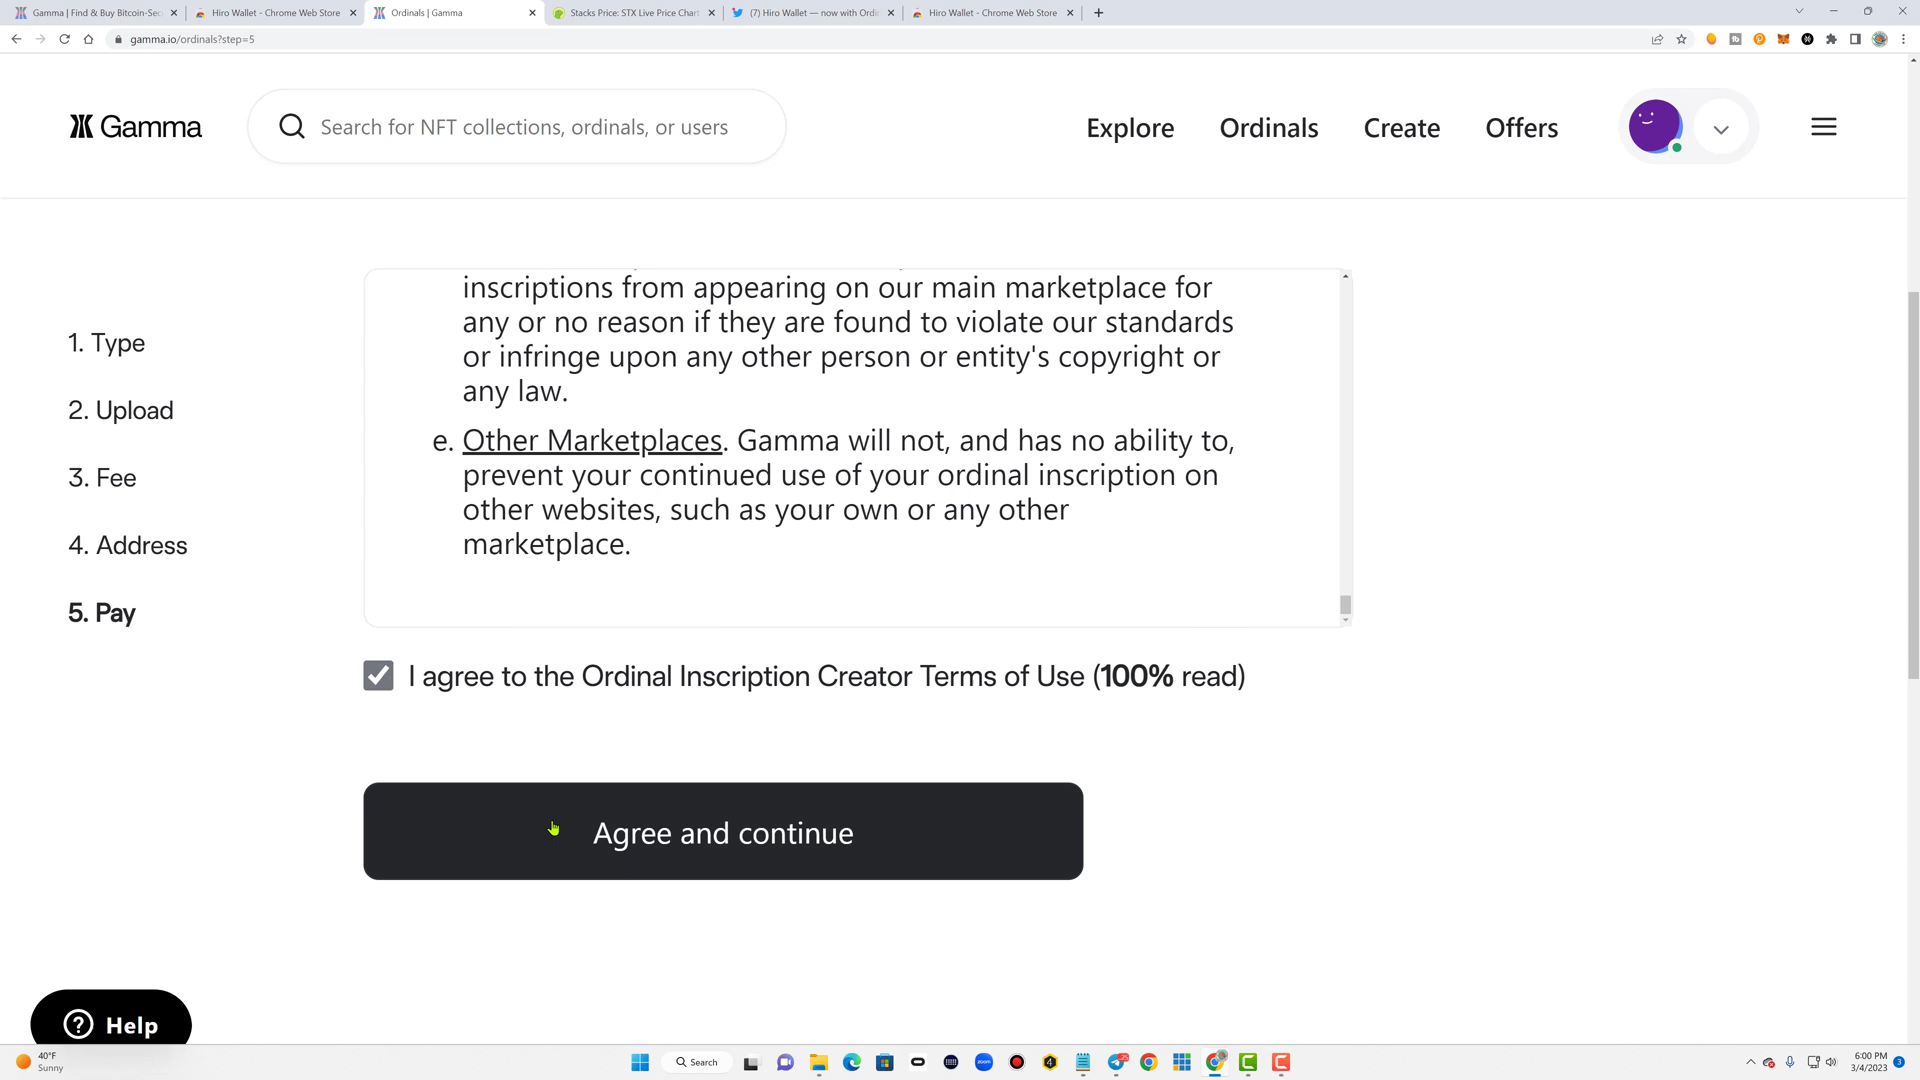 Gamma | Find & Buy Bitcoin-Sec
Hiro Wallet - Chrome Web Store
Ordinals | Gamma
Stacks Price: STX Live Price Chart
(7) Hiro Wallet — now with Ordi
Hiro Wallet - Chrome Web Store
gamma.io/ordinals?step=5
Gamma
Search for NFT collections, ordinals, or users
Explore
Ordinals
Create
Offers
1. Type
2. Upload
3. Fee
4. Address
5. Pay
inscriptions from appearing on our main marketplace for
any or no reason if they are found to violate our standards
or infringe upon any other person or entity's copyright or
any law.
e. Other Marketplaces. Gamma will not, and has no ability to,
prevent your continued use of your ordinal inscription on
other websites, such as your own or any other
marketplace.
I agree to the Ordinal Inscription Creator Terms of Use (100% read)
Agree and continue
Help
40°F
Sunny
Search
zoom
4
25
6:00 PM
3/4/2023
3